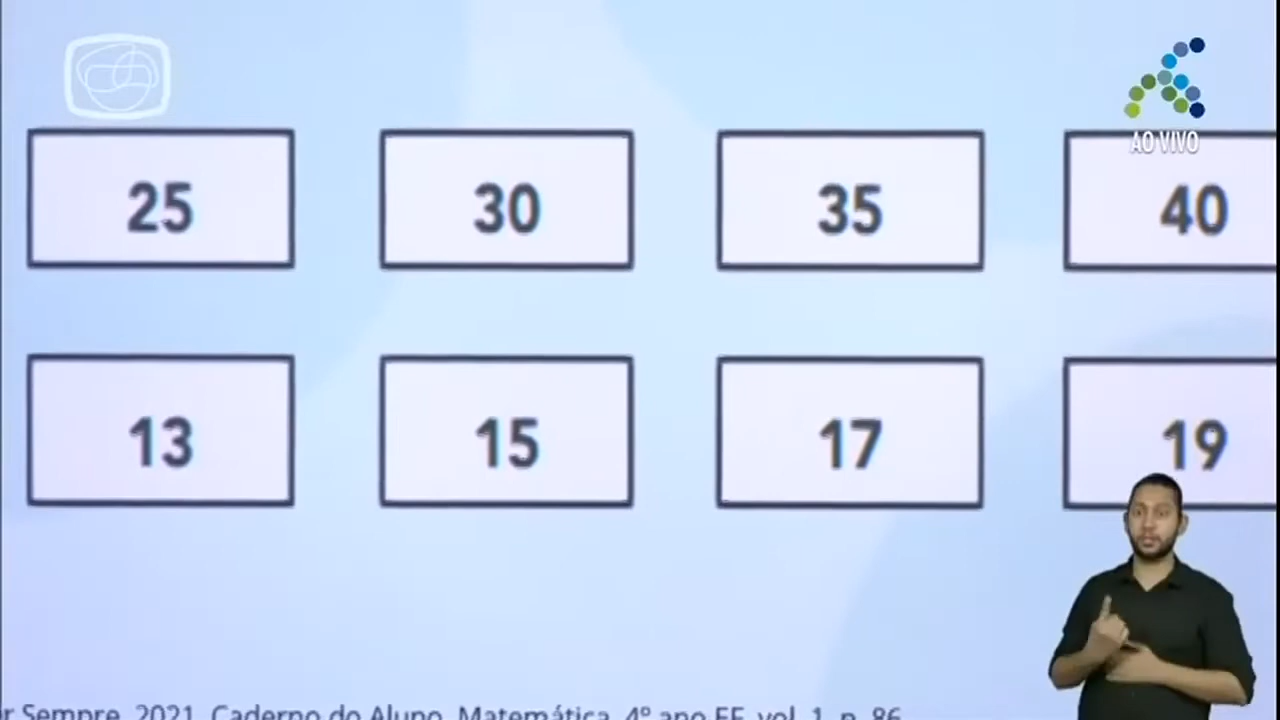 AO VIVO
25 30 35 40
13 15 17 19
Sempre, 2021. Caderno do Aluno. Matemática. 4º ano EF, vol. 1, p. 86